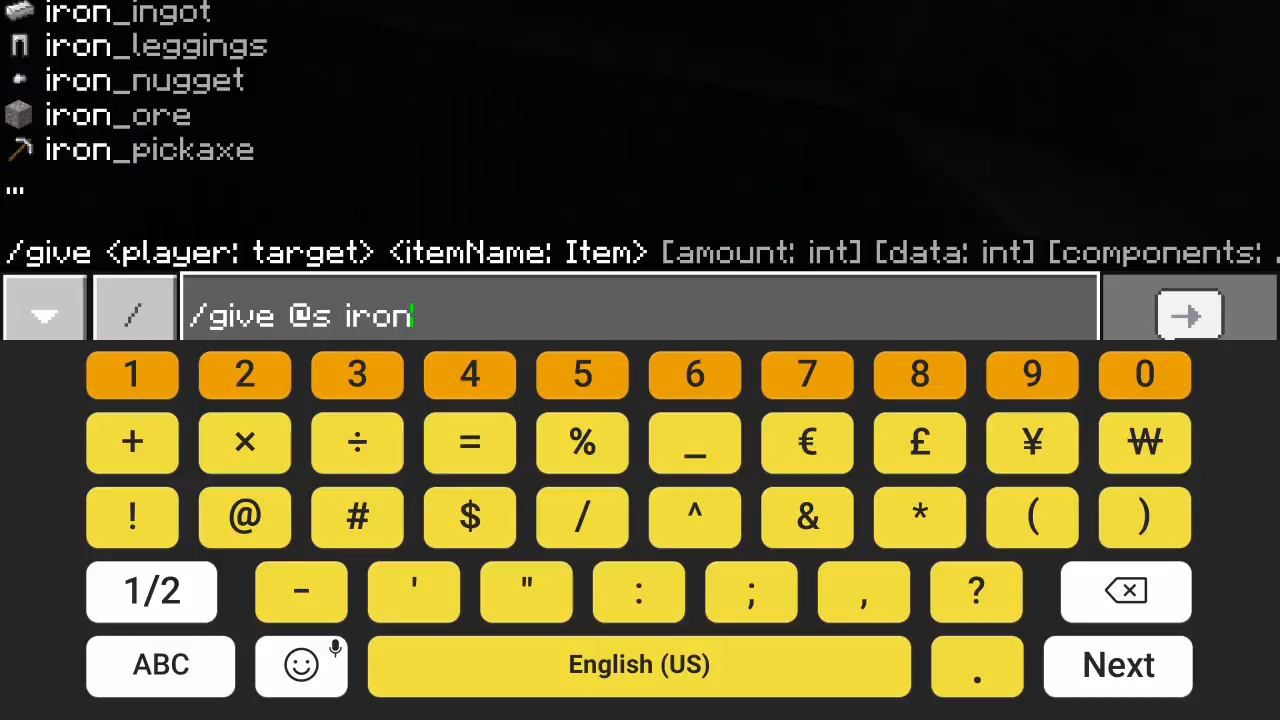 iron_ingot
iron_leggings
iron_nugget
iron_ore
iron_pickaxe
...
/give <player: target> <itemName: Item> [amount: int] [data: int] [components: .
/ /give @s iron
1 2 3 4 5 6 7 8 9 0
+ × ÷ = % _ € £ ¥ ₩
! @ # $ / ^ & * ( )
1/2 - ' " : ; , ?
ABC English (US) . Next